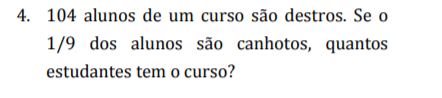 4. 104 alunos de um curso são destros. Se o
1/9 dos alunos são canhotos, quantos
estudantes tem o curso?